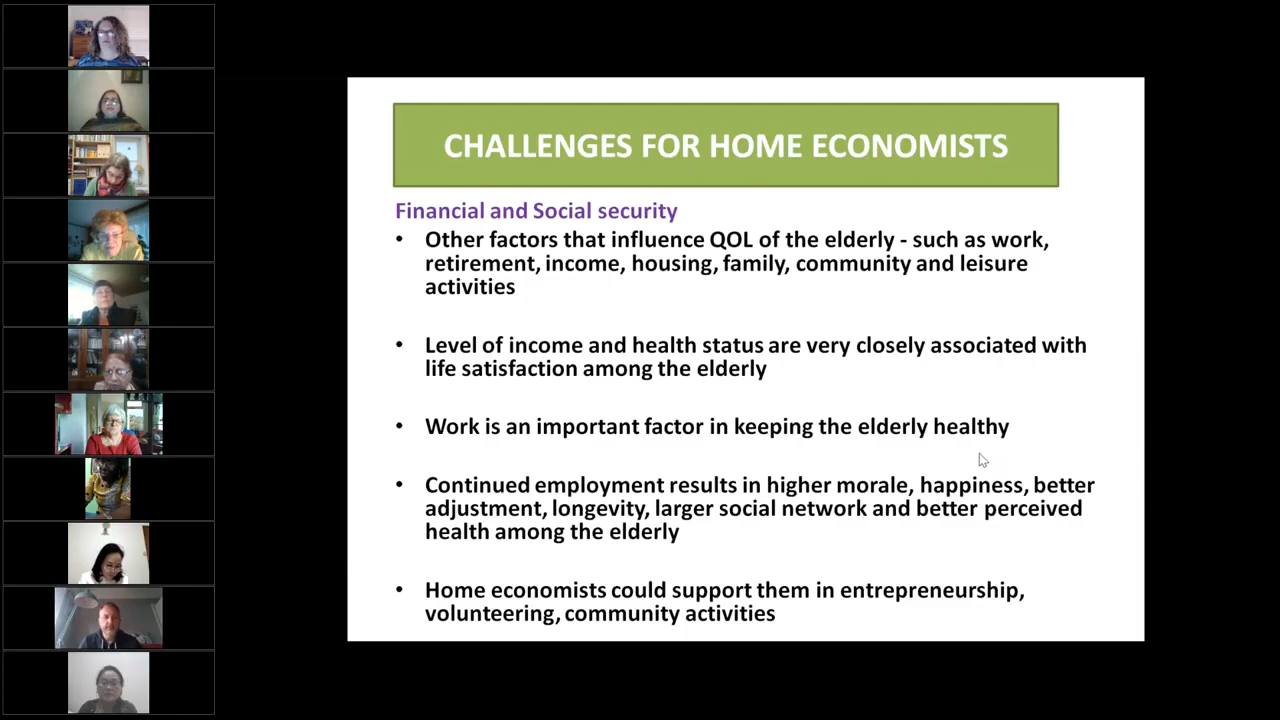 CHALLENGES FOR HOME ECONOMISTS
Financial and Social security
• Other factors that influence QOL of the elderly - such as work,
retirement, income, housing, family, community and leisure
activities
• Level of income and health status are very closely associated with
life satisfaction among the elderly
• Work is an important factor in keeping the elderly healthy
• Continued employment results in higher morale, happiness, better
adjustment, longevity, larger social network and better perceived
health among the elderly
• Home economists could support them in entrepreneurship,
volunteering, community activities